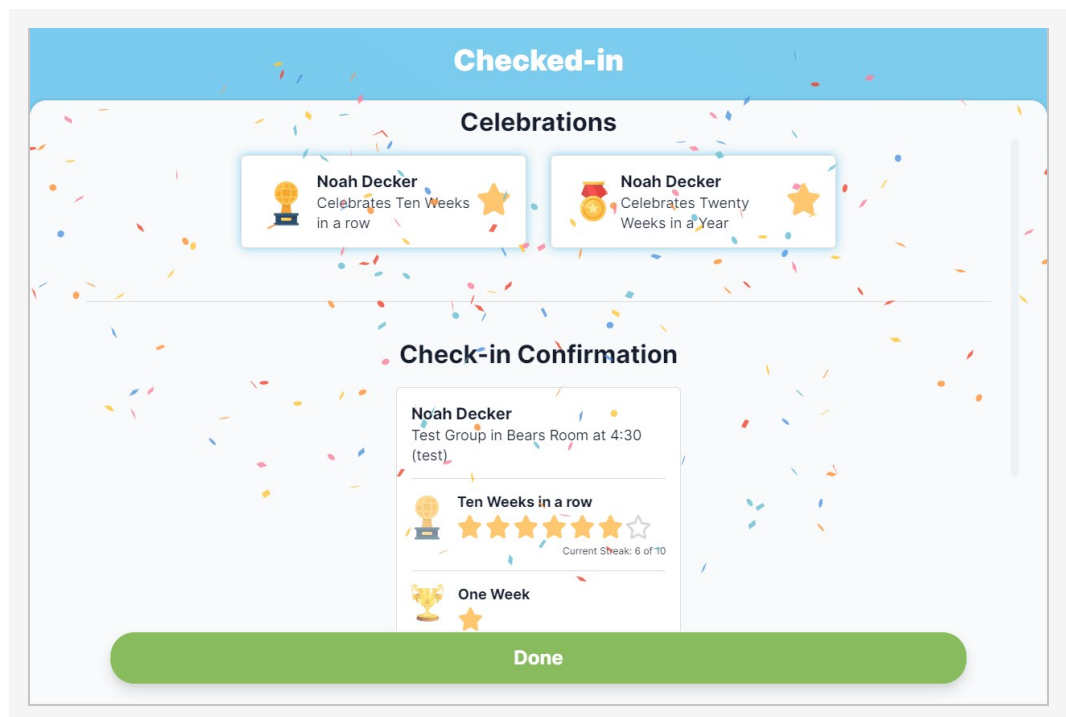 Checked-in
Celebrations
Noah Decker
Celebrates Ten Weeks
in a row
Noah Decker
Celebrates Twenty
Weeks in a Year
Check-in Confirmation
Noah Decker
Test Group in Bears Room at 4:30
(test)
Ten Weeks in a row
Current Streak: 6 of 10
One Week
Done